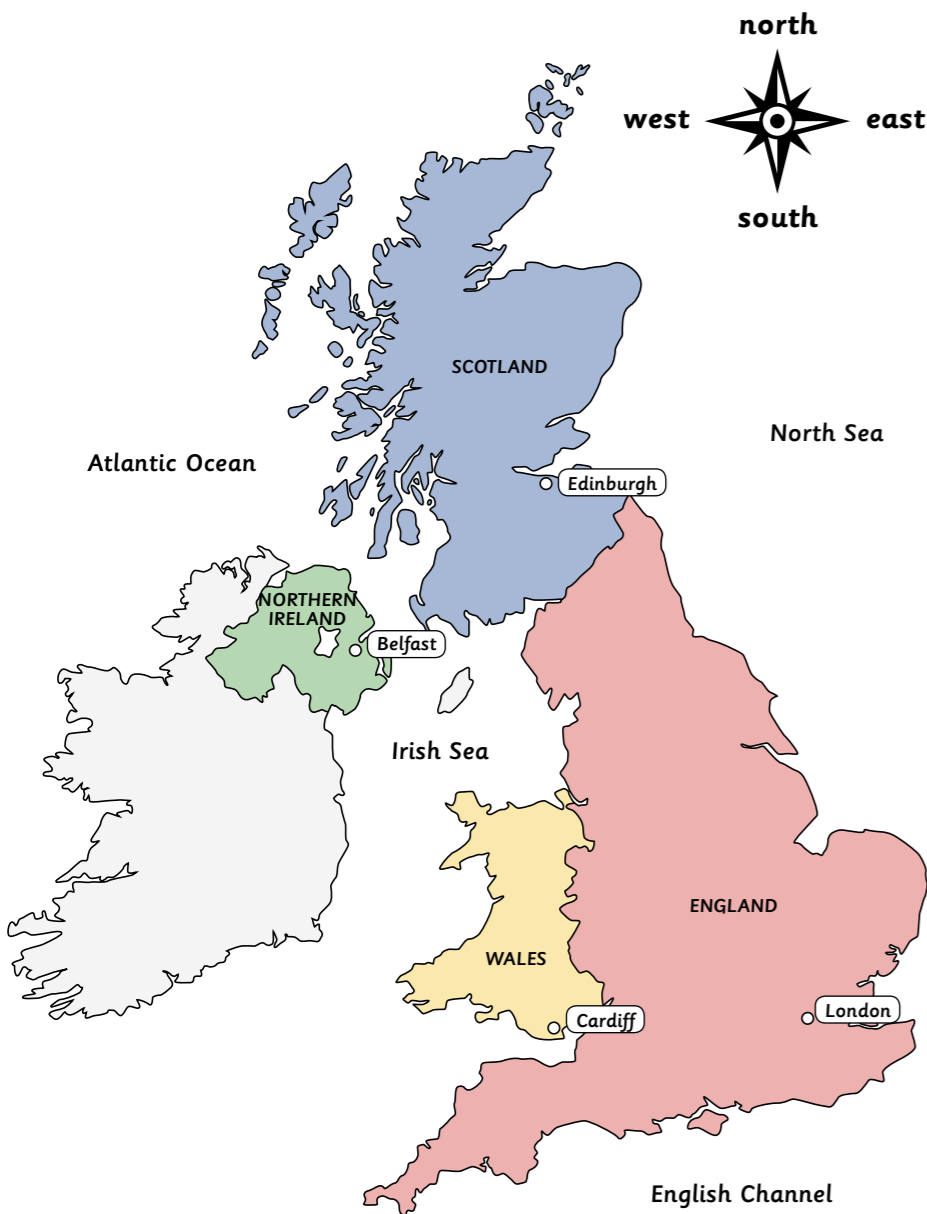 north
west
east
south
SCOTLAND
North Sea
Atlantic Ocean
Edinburgh
NORTHERN
IRELAND
Belfast
Irish Sea
ENGLAND
WALES
London
Cardiff
English Channel